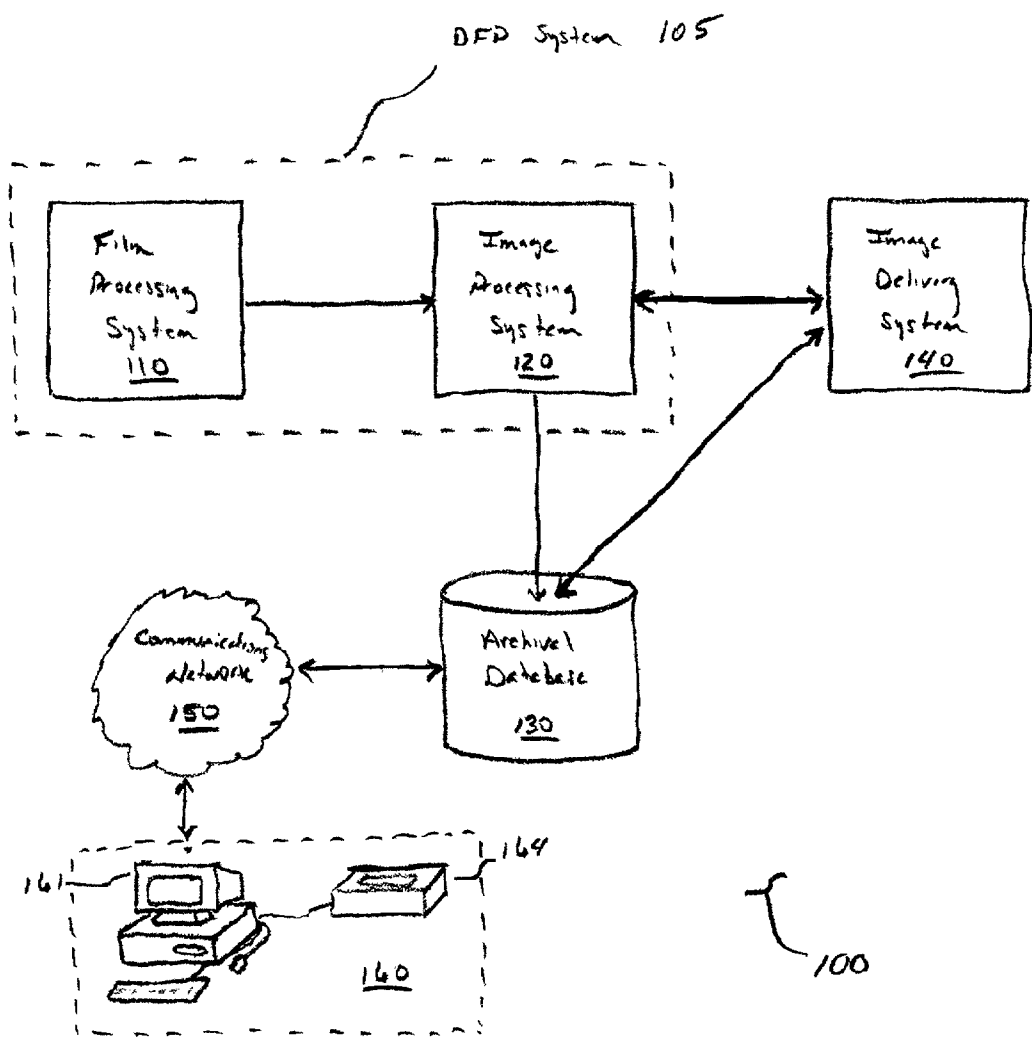 DFD System 105
Film
Processing
System
110
Image
Processing
System
120
Image
Delivery
System
140
Communications
Network
150
Archival
Database
130
161
164
160
100